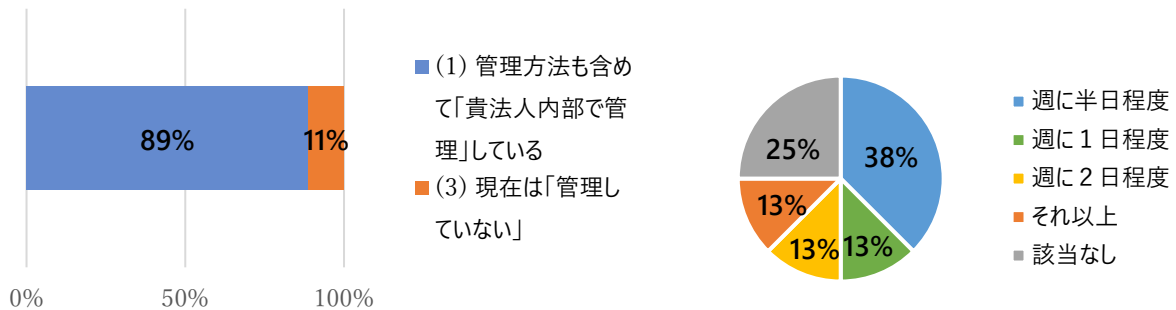 89%
11%
0%
50%
100%
(1) 管理方法も含め
て「貴法人内部で管
理」している
(3) 現在は「管理し
ていない」
38%
13%
13%
13%
25%
週に半日程度
週に１日程度
週に２日程度
それ以上
該当なし